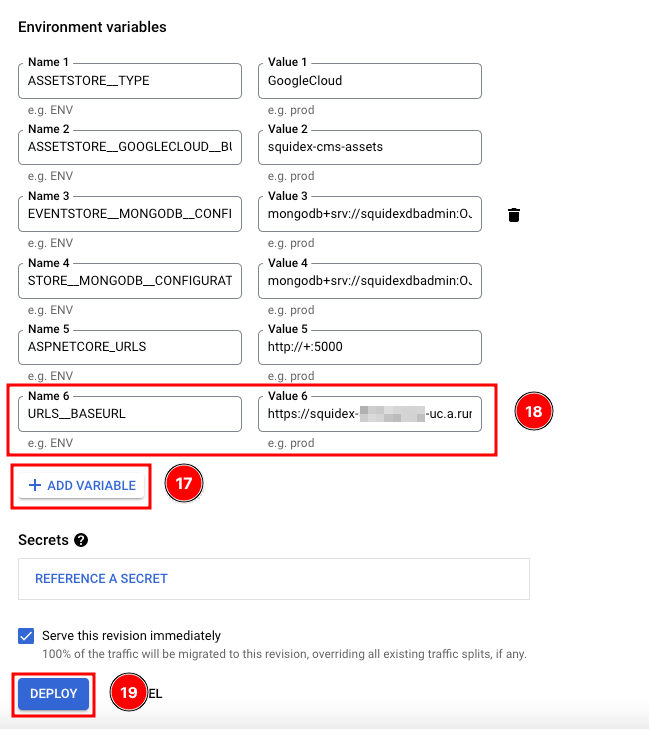 Environment variables
Name 1 Value 1
ASSETSTORE__TYPE GoogleCloud
e.g. ENV e.g. prod
Name 2 Value 2
ASSETSTORE__GOOGLECLOUD__BU squidex-cms-assets
e.g. ENV e.g. prod
Name 3 Value 3
EVENTSTORE__MONGODB__CONFI mongodb+srv://squidexdbadmin:OJ
e.g. ENV e.g. prod
Name 4 Value 4
STORE__MONGODB__CONFIGURAT mongodb+srv://squidexdbadmin:OJ
e.g. ENV e.g. prod
Name 5 Value 5
ASPNETCORE_URLS http://+:5000
e.g. ENV e.g. prod
Name 6 Value 6
URLS__BASEURL https://squidex- -uc.a.run 18
e.g. ENV e.g. prod
+ ADD VARIABLE 17
Secrets ?
REFERENCE A SECRET
Serve this revision immediately
100% of the traffic will be migrated to this revision, overriding all existing traffic splits, if any.
DEPLOY 19 EL